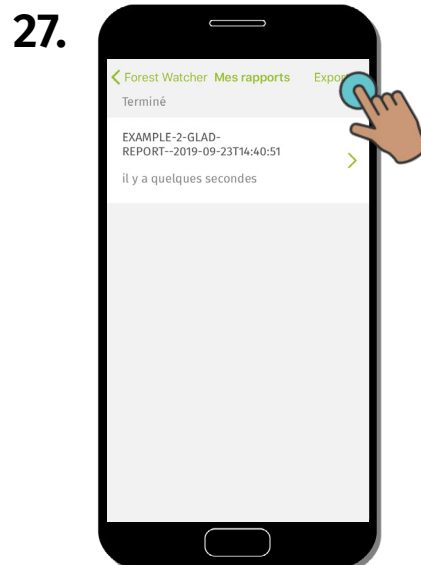 27.
Forest Watcher Mes rapports
Terminé
EXAMPLE-2-GLAD-
REPORT--2019-09-23T14:40:51
il y a quelques secondes